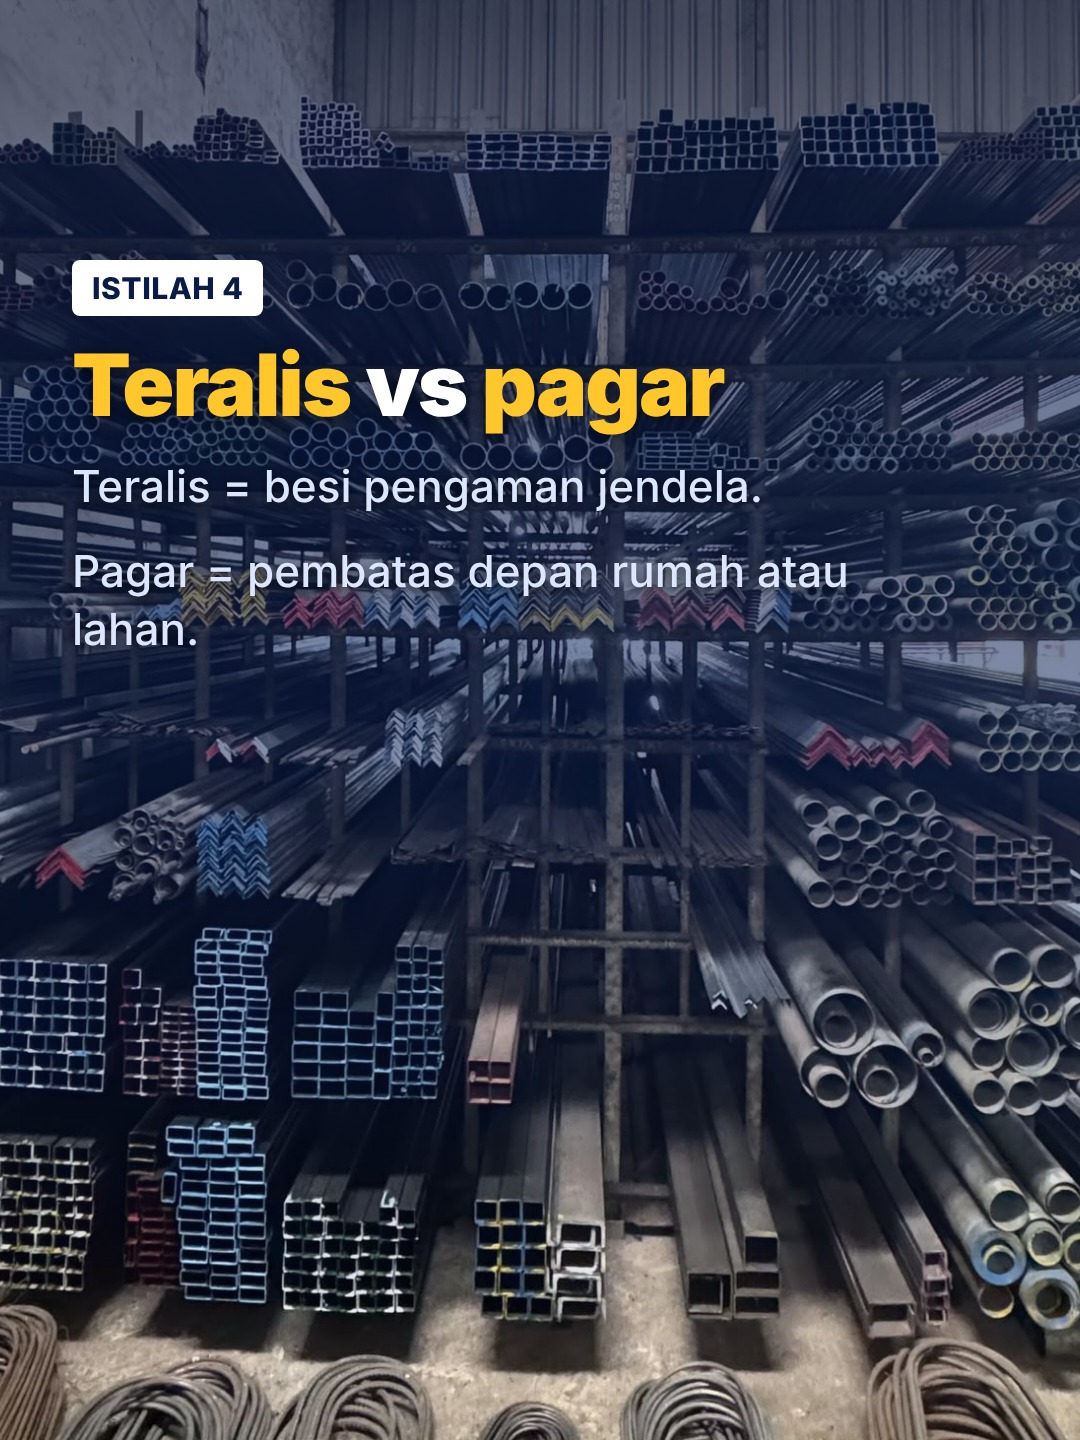 ISTILAH 4
Teralis vs pagar
Teralis = besi pengaman jendela.
Pagar = pembatas depan rumah atau
lahan.